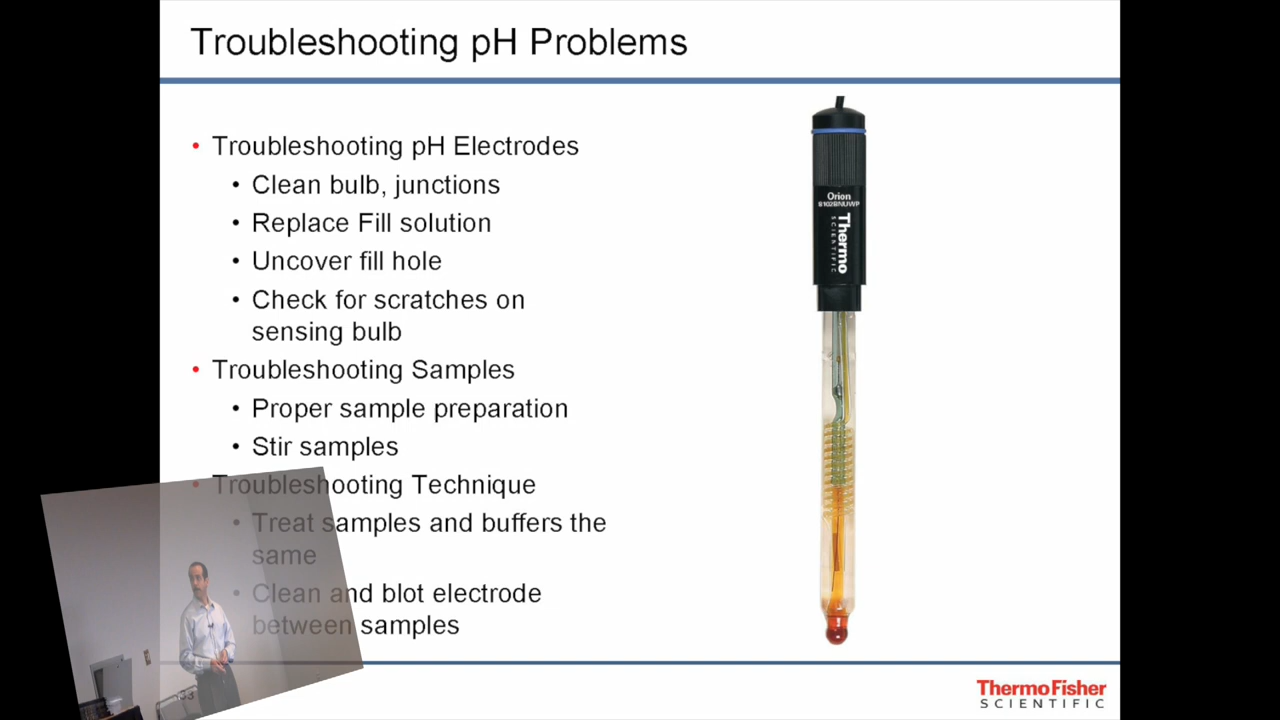 Troubleshooting pH Problems
• Troubleshooting pH Electrodes
• Clean bulb, junctions
• Replace Fill solution
• Uncover fill hole
• Check for scratches on
sensing bulb
• Troubleshooting Samples
• Proper sample preparation
• Stir samples
• Troubleshooting Technique
• Treat samples and buffers the
same
• Clean and blot electrode
between samples
Orion
8102BNUWP
Thermo
SCIENTIFIC
33
ThermoFisher
SCIENTIFIC